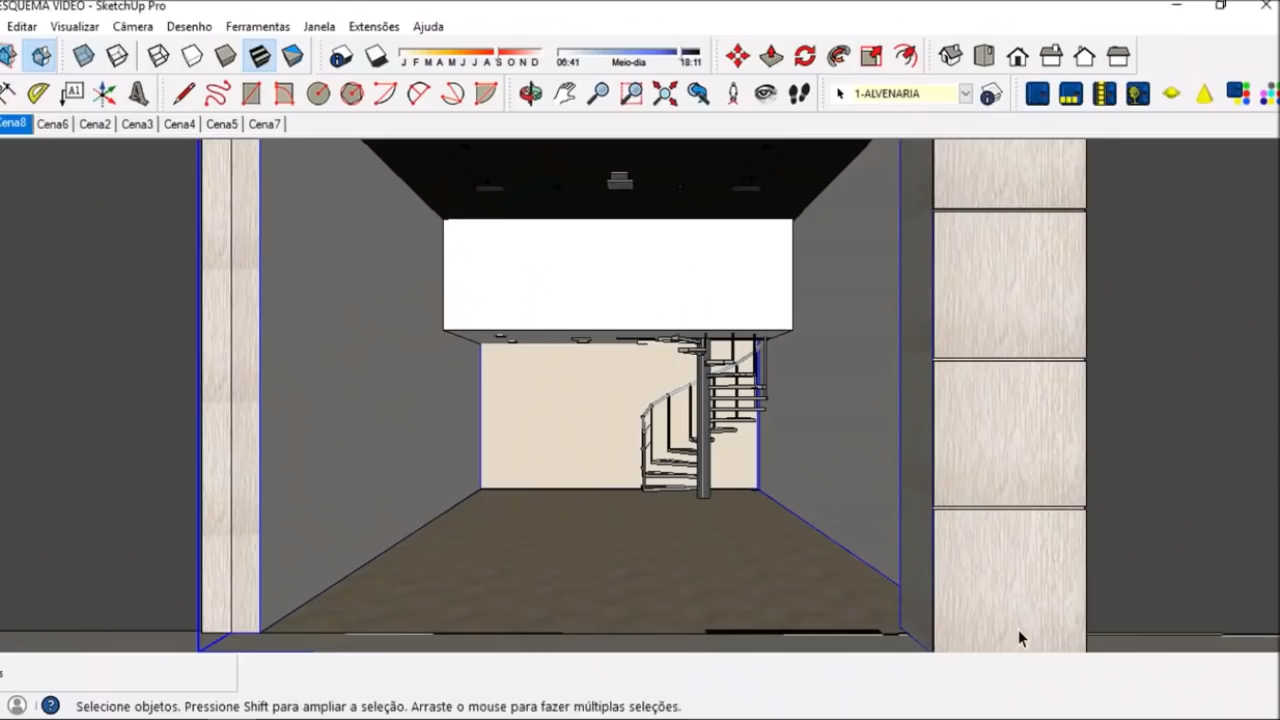 ESQUEMA VIDEO - SketchUp Pro
Editar Visualizar Câmera Desenho Ferramentas Janela Extensões Ajuda
J F M A M J J A S O N D 06:41 Meio-dia 18:11
A1 1-ALVENARIA
Cena8 Cena6 Cena2 Cena3 Cena4 Cena5 Cena7
s
Selecione objetos. Pressione Shift para ampliar a seleção. Arraste o mouse para fazer múltiplas seleções.